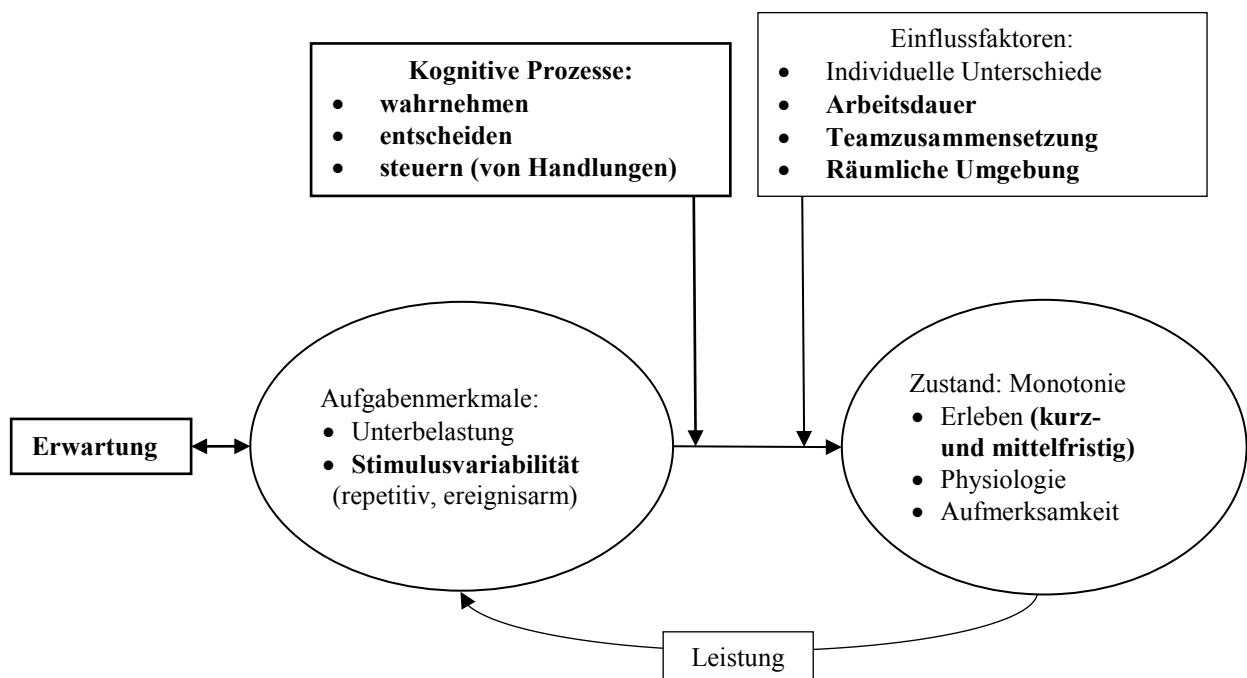 Kognitive Prozesse:
• wahrnehmen
• entscheiden
• steuern (von Handlungen)
Einflussfaktoren:
• Individuelle Unterschiede
• Arbeitsdauer
• Teamzusammensetzung
• Räumliche Umgebung
Erwartung
Aufgabenmerkmale:
• Unterbelastung
• Stimulusvariabilität
(repetitiv, ereignisarm)
Zustand: Monotonie
• Erleben (kurz-
und mittelfristig)
• Physiologie
• Aufmerksamkeit
Leistung